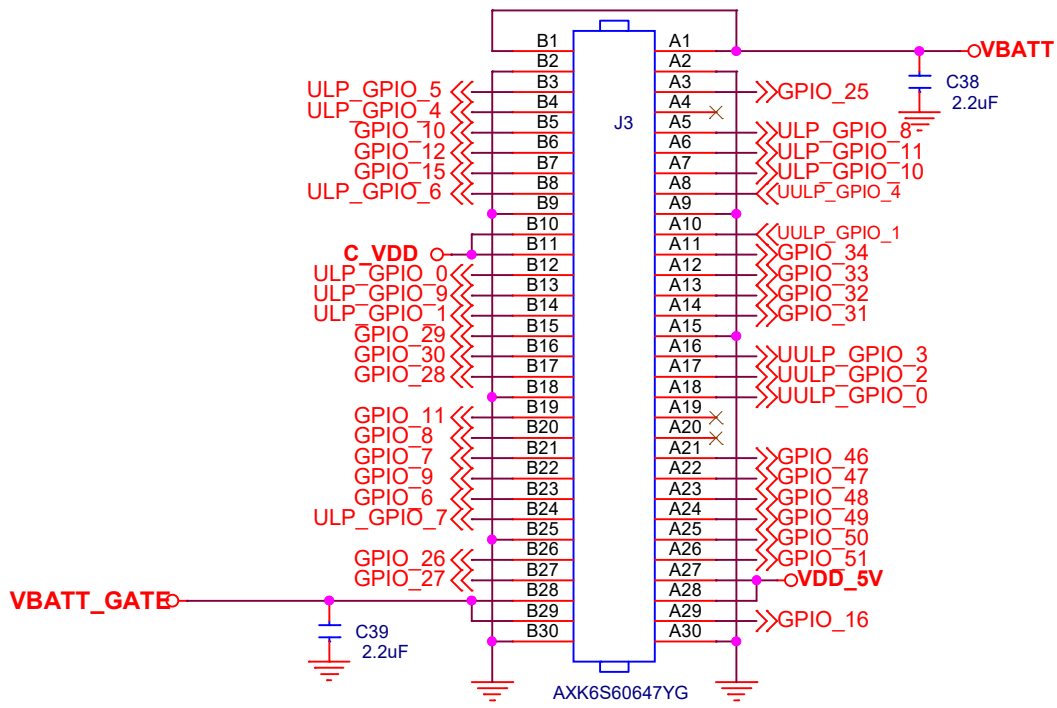 B1 A1 VBATT
B2 A2
ULP_GPIO_5 B3 A3 GPIO_25 C38
ULP_GPIO_4 B4 A4 2.2uF
GPIO_10 B5 J3 A5 ULP_GPIO_8
GPIO_12 B6 A6 ULP_GPIO_11
GPIO_15 B7 A7 ULP_GPIO_10
ULP_GPIO_6 B8 A8 UULP_GPIO_4
B9 A9
B10 A10 UULP_GPIO_1
C_VDD B11 A11 GPIO_34
ULP_GPIO_0 B12 A12 GPIO_33
ULP_GPIO_9 B13 A13 GPIO_32
ULP_GPIO_1 B14 A14 GPIO_31
GPIO_29 B15 A15
GPIO_30 B16 A16 UULP_GPIO_3
GPIO_28 B17 A17 UULP_GPIO_2
B18 A18 UULP_GPIO_0
GPIO_11 B19 A19
GPIO_8 B20 A20
GPIO_7 B21 A21 GPIO_46
GPIO_9 B22 A22 GPIO_47
GPIO_6 B23 A23 GPIO_48
ULP_GPIO_7 B24 A24 GPIO_49
B25 A25 GPIO_50
GPIO_26 B26 A26 GPIO_51
GPIO_27 B27 A27 VDD_5V
VBATT_GATE B28 A28
B29 A29 GPIO_16
C39 B30 A30
2.2uF
AXK6S60647YG